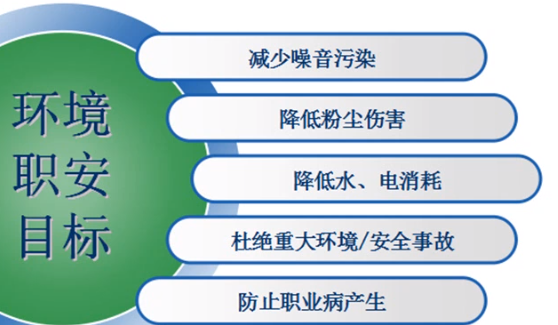 环境
职安
目标
减少噪音污染
降低粉尘伤害
降低水、电消耗
杜绝重大环境/安全事故
防止职业病产生